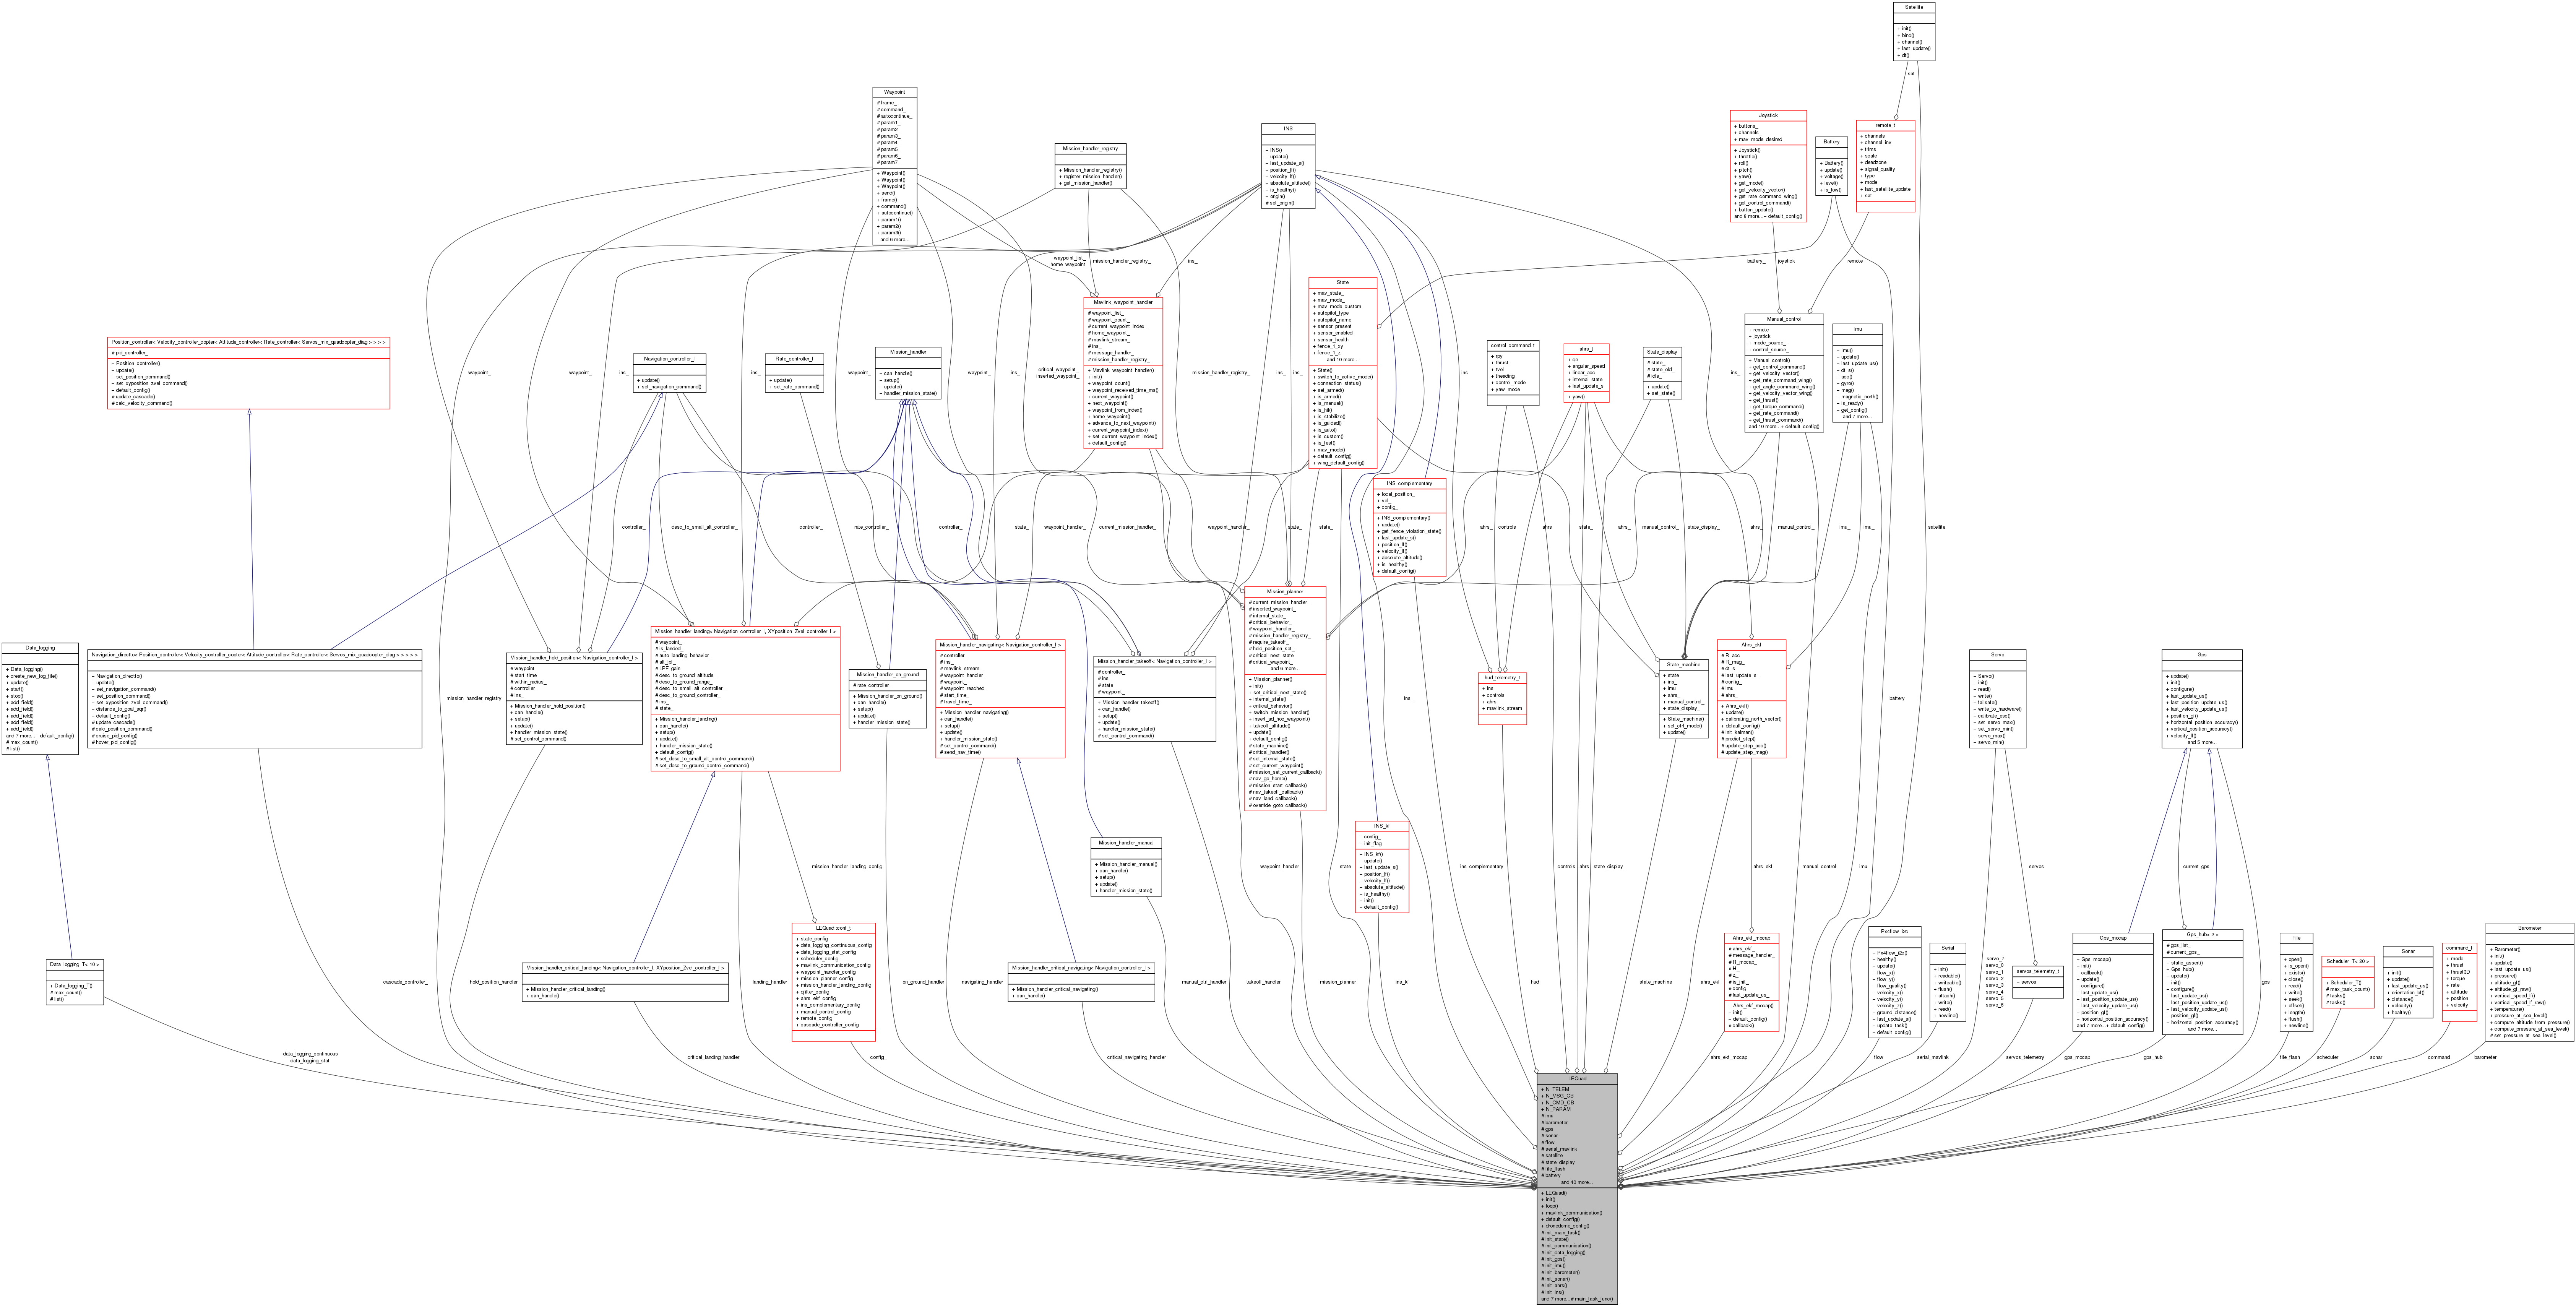 Satellite
+ init()
+ bind()
+ channel()
+ last_update()
+ dt()
sat
Waypoint
# frame_
# command_
# autocontinue_
# param1_
# param2_
# param3_
# param4_
# param5_
# param6_
# param7_
+ Waypoint()
+ Waypoint()
+ Waypoint()
+ send()
+ frame()
+ command()
+ autocontinue()
+ param1()
+ param2()
+ param3()
and 6 more...
Mission_handler_registry
+ Mission_handler_registry()
+ register_mission_handler()
+ get_mission_handler()
INS
+ INS()
+ update()
+ last_update_s()
+ position_lf()
+ velocity_lf()
+ absolute_altitude()
+ is_healthy()
+ origin()
# set_origin()
Joystick
+ buttons_
+ channels_
+ max_mode_desired_
+ Joystick()
+ throttle()
+ roll()
+ pitch()
+ yaw()
+ get_mode()
+ get_velocity_vector()
+ get_rate_command_wing()
+ get_control_command()
+ button_update()
and 8 more...+ default_config()
Battery
+ Battery()
+ update()
+ voltage()
+ level()
+ is_low()
remote_t
+ channels
+ channel_inv
+ trims
+ scale
+ deadzone
+ signal_quality
+ type
+ mode
+ last_satellite_update
+ sat
waypoint_list_
home_waypoint_
mission_handler_registry_
ins_
battery_
joystick
remote
Mavlink_waypoint_handler
# waypoint_list_
# waypoint_count_
# current_waypoint_index_
# home_waypoint_
# mavlink_stream_
# ins_
# message_handler_
# mission_handler_registry_
+ Mavlink_waypoint_handler()
+ init()
+ waypoint_count()
+ waypoint_received_time_ms()
+ current_waypoint()
+ next_waypoint()
+ waypoint_from_index()
+ home_waypoint()
+ advance_to_next_waypoint()
+ current_waypoint_index()
+ set_current_waypoint_index()
+ default_config()
State
+ mav_state_
+ mav_mode_
+ mav_mode_custom
+ autopilot_type
+ autopilot_name
+ sensor_present
+ sensor_enabled
+ sensor_health
+ fence_1_xy
+ fence_1_z
and 10 more...
+ State()
+ switch_to_active_mode()
+ connection_status()
+ set_armed()
+ is_armed()
+ is_manual()
+ is_hil()
+ is_stabilize()
+ is_guided()
+ is_auto()
+ is_custom()
+ is_test()
+ mav_mode()
+ default_config()
+ wing_default_config()
Manual_control
+ remote
+ joystick
+ mode_source_
+ control_source_
+ Manual_control()
+ get_control_command()
+ get_velocity_vector()
+ get_rate_command_wing()
+ get_angle_command_wing()
+ get_velocity_vector_wing()
+ get_thrust()
+ get_torque_command()
+ get_rate_command()
+ get_thrust_command()
and 10 more...+ default_config()
Imu
+ Imu()
+ update()
+ last_update_us()
+ dt_s()
+ acc()
+ gyro()
+ mag()
+ magnetic_north()
+ is_ready()
+ get_config()
and 7 more...
Position_controller< Velocity_controller_copter< Attitude_controller< Rate_controller< Servos_mix_quadcopter_diag > > > >
# pid_controller_
+ Position_controller()
+ update()
+ set_position_command()
+ set_xyposition_zvel_command()
+ default_config()
# update_cascade()
# calc_velocity_command()
Navigation_controller_I
+ update()
+ set_navigation_command()
Rate_controller_I
+ update()
+ set_rate_command()
Mission_handler
+ can_handle()
+ setup()
+ update()
+ handle_mission_state()
control_command_t
+ rpy
+ thrust
+ tvel
+ theading
+ control_mode
+ yaw_mode
ahrs_t
+ qe
+ angular_speed
+ linear_acc
+ internal_state
+ last_update_s
+ yaw()
State_display
# state_
# state_old_
# idle_
+ update()
+ set_state()
waypoint_
waypoint_
ins_
ins_
waypoint_
ins_
critical_waypoint_
inserted_waypoint_
mission_handler_registry_
ins_
ins_
ins
ins_
INS_complementary
+ local_position_
+ vel_
+ config_
+ INS_complementary()
+ update()
+ get_fence_violation_state()
+ last_update_s()
+ position_lf()
+ velocity_lf()
+ absolute_altitude()
+ is_healthy()
+ default_config()
controller_
desc_to_small_alt_controller_
controller_
rate_controller_
controller_
state_
waypoint_handler_
current_mission_handler_
waypoint_handler_
state_
state_
ahrs_
controls
ahrs
state_
ahrs_
manual_control_
state_display_
ahrs_
manual_control_
imu_
imu_
satellite
Data_logging
+ Data_logging()
+ create_new_log_file()
+ update()
+ start()
+ stop()
+ add_field()
+ add_field()
+ add_field()
+ add_field()
+ add_field()
and 7 more...+ default_config()
# max_count()
# list()
Navigation_directto< Position_controller< Velocity_controller_copter< Attitude_controller< Rate_controller< Servos_mix_quadcopter_diag > > > > >
+ Navigation_directto()
+ update()
+ set_navigation_command()
+ set_position_command()
+ set_xyposition_zvel_command()
+ distance_to_goal_sqr()
+ default_config()
# update_cascade()
# calc_position_command()
# cruise_pid_config()
# hover_pid_config()
Mission_handler_hold_position< Navigation_controller_I >
# waypoint_
# start_time_
# within_radius_
# controller_
# ins_
+ Mission_handler_hold_position()
+ can_handle()
+ setup()
+ update()
+ handle_mission_state()
# set_control_command()
Mission_handler_landing< Navigation_controller_I, XYposition_Zvel_controller_I >
# waypoint_
# is_landed_
# auto_landing_behavior_
# alt_lpf_
# LPF_gain_
# desc_to_ground_altitude_
# desc_to_ground_range_
# desc_to_small_alt_controller_
# desc_to_ground_controller_
# ins_
# state_
+ Mission_handler_landing()
+ can_handle()
+ setup()
+ update()
+ handle_mission_state()
+ default_config()
# set_desc_to_small_alt_control_command()
# set_desc_to_ground_control_command()
Mission_handler_on_ground
# rate_controller_
+ Mission_handler_on_ground()
+ can_handle()
+ setup()
+ update()
+ handle_mission_state()
Mission_handler_navigating< Navigation_controller_I >
# controller_
# ins_
# mavlink_stream_
# waypoint_handler_
# waypoint_
# waypoint_reached_
# start_time_
# travel_time_
+ Mission_handler_navigating()
+ can_handle()
+ setup()
+ update()
+ handle_mission_state()
# set_control_command()
# send_nav_time()
Mission_handler_takeoff< Navigation_controller_I >
# controller_
# ins_
# state_
# waypoint_
+ Mission_handler_takeoff()
+ can_handle()
+ setup()
+ update()
+ handle_mission_state()
# set_control_command()
Mission_planner
# current_mission_handler_
# inserted_waypoint_
# internal_state_
# critical_behavior_
# waypoint_handler_
# mission_handler_registry_
# require_takeoff_
# hold_position_set_
# critical_next_state_
# critical_waypoint_
and 6 more...
+ Mission_planner()
+ init()
+ set_critical_next_state()
+ internal_state()
+ critical_behavior()
+ switch_mission_handler()
+ insert_ad_hoc_waypoint()
+ takeoff_altitude()
+ update()
+ default_config()
# state_machine()
# critical_handler()
# set_internal_state()
# set_current_waypoint()
# mission_set_current_callback()
# nav_go_home()
# mission_start_callback()
# nav_takeoff_callback()
# nav_land_callback()
# override_goto_callback()
hud_telemetry_t
+ ins
+ controls
+ ahrs
+ mavlink_stream
State_machine
+ state_
+ ins_
+ imu_
+ ahrs_
+ manual_control_
+ state_display_
+ State_machine()
+ set_ctrl_mode()
+ update()
Ahrs_ekf
# R_acc_
# R_mag_
# dt_s_
# last_update_s_
# config_
# imu_
# ahrs_
+ Ahrs_ekf()
+ update()
+ calibrating_north_vector()
+ default_config()
# init_kalman()
# predict_step()
# update_step_acc()
# update_step_mag()
Servo
+ Servo()
+ init()
+ read()
+ write()
+ failsafe()
+ write_to_hardware()
+ calibrate_esc()
+ set_servo_max()
+ set_servo_min()
+ servo_max()
+ servo_min()
Gps
+ update()
+ init()
+ configure()
+ last_update_us()
+ last_position_update_us()
+ last_velocity_update_us()
+ position_gf()
+ horizontal_position_accuracy()
+ vertical_position_accuracy()
+ velocity_lf()
and 5 more...
mission_handler_registry
ins_
battery
INS_kf
+ config_
+ init_flag
+ INS_kf()
+ update()
+ last_update_s()
+ position_lf()
+ velocity_lf()
+ absolute_altitude()
+ is_healthy()
+ init()
+ default_config()
Mission_handler_manual
+ Mission_handler_manual()
+ can_handle()
+ setup()
+ update()
+ handle_mission_state()
mission_handler_landing_config
waypoint_handler
state
ins_complementary
controls
ahrs
state_display_
ahrs_ekf_
manual_control
imu
servos
current_gps_
Data_logging_T< 10 >
+ Data_logging_T()
# max_count()
# list()
Mission_handler_critical_landing< Navigation_controller_I, XYposition_Zvel_controller_I >
+ Mission_handler_critical_landing()
+ can_handle()
LEQuad::conf_t
+ state_config
+ data_logging_continuous_config
+ data_logging_stat_config
+ scheduler_config
+ mavlink_communication_config
+ waypoint_handler_config
+ mission_planner_config
+ mission_handler_landing_config
+ qfilter_config
+ ahrs_ekf_config
+ ins_complementary_config
+ manual_control_config
+ remote_config
+ cascade_controller_config
Mission_handler_critical_navigating< Navigation_controller_I >
+ Mission_handler_critical_navigating()
+ can_handle()
Ahrs_ekf_mocap
# ahrs_ekf_
# message_handler_
# R_mocap_
# H_
# z_
# is_init_
# config_
# last_update_us_
+ Ahrs_ekf_mocap()
+ init()
+ default_config()
# callback()
Px4flow_i2c
+ Px4flow_i2c()
+ healthy()
+ update()
+ flow_x()
+ flow_y()
+ flow_quality()
+ velocity_x()
+ velocity_y()
+ velocity_z()
+ ground_distance()
+ last_update_s()
+ update_task()
+ default_config()
Serial
+ init()
+ readable()
+ writeable()
+ flush()
+ attach()
+ write()
+ read()
+ newline()
servo_7
servo_0
servo_1
servo_2
servo_3
servo_4
servo_5
servo_6
servos_telemetry_t
+ servos
Gps_mocap
+ Gps_mocap()
+ init()
+ callback()
+ update()
+ configure()
+ last_update_us()
+ last_position_update_us()
+ last_velocity_update_us()
+ position_gf()
+ horizontal_position_accuracy()
and 7 more...+ default_config()
Gps_hub< 2 >
# gps_list_
# current_gps_
+ static_assert()
+ Gps_hub()
+ update()
+ init()
+ configure()
+ last_update_us()
+ last_position_update_us()
+ last_velocity_update_us()
+ position_gf()
+ horizontal_position_accuracy()
and 7 more...
File
+ open()
+ is_open()
+ exists()
+ close()
+ read()
+ write()
+ seek()
+ offset()
+ length()
+ flush()
+ newline()
Scheduler_T< 20 >
+ Scheduler_T()
# max_task_count()
# tasks()
# tasks()
Sonar
+ init()
+ update()
+ last_update_us()
+ orientation_bf()
+ distance()
+ velocity()
+ healthy()
command_t
+ mode
+ thrust
+ thrust3D
+ torque
+ rate
+ attitude
+ position
+ velocity
Barometer
+ Barometer()
+ init()
+ update()
+ last_update_us()
+ pressure()
+ altitude_gf()
+ altitude_gf_raw()
+ vertical_speed_lf()
+ vertical_speed_lf_raw()
+ temperature()
+ pressure_at_sea_level()
+ compute_altitude_from_pressure()
+ compute_pressure_at_sea_level()
# set_pressure_at_sea_level()
cascade_controller_
hold_position_handler
landing_handler
on_ground_handler
navigating_handler
manual_ctrl_handler
takeoff_handler
mission_planner
ins_kf
hud
state_machine
ahrs_ekf
gps
data_logging_continuous
data_logging_stat
critical_landing_handler
config_
critical_navigating_handler
ahrs_ekf_mocap
flow
serial_mavlink
servos_telemetry
gps_mocap
gps_hub
file_flash
scheduler
sonar
command
barometer
LEQuad
+ N_TELEM
+ N_MSG_CB
+ N_CMD_CB
+ N_PARAM
# imu
# barometer
# gps
# sonar
# flow
# serial_mavlink
# satellite
# state_display_
# file_flash
# battery
and 40 more...
+ LEQuad()
+ init()
+ loop()
+ mavlink_communication()
+ default_config()
+ dronedome_config()
# init_main_task()
# init_state()
# init_communication()
# init_data_logging()
# init_gps()
# init_imu()
# init_barometer()
# init_sonar()
# init_ahrs()
# init_ins()
and 7 more...# main_task_func()